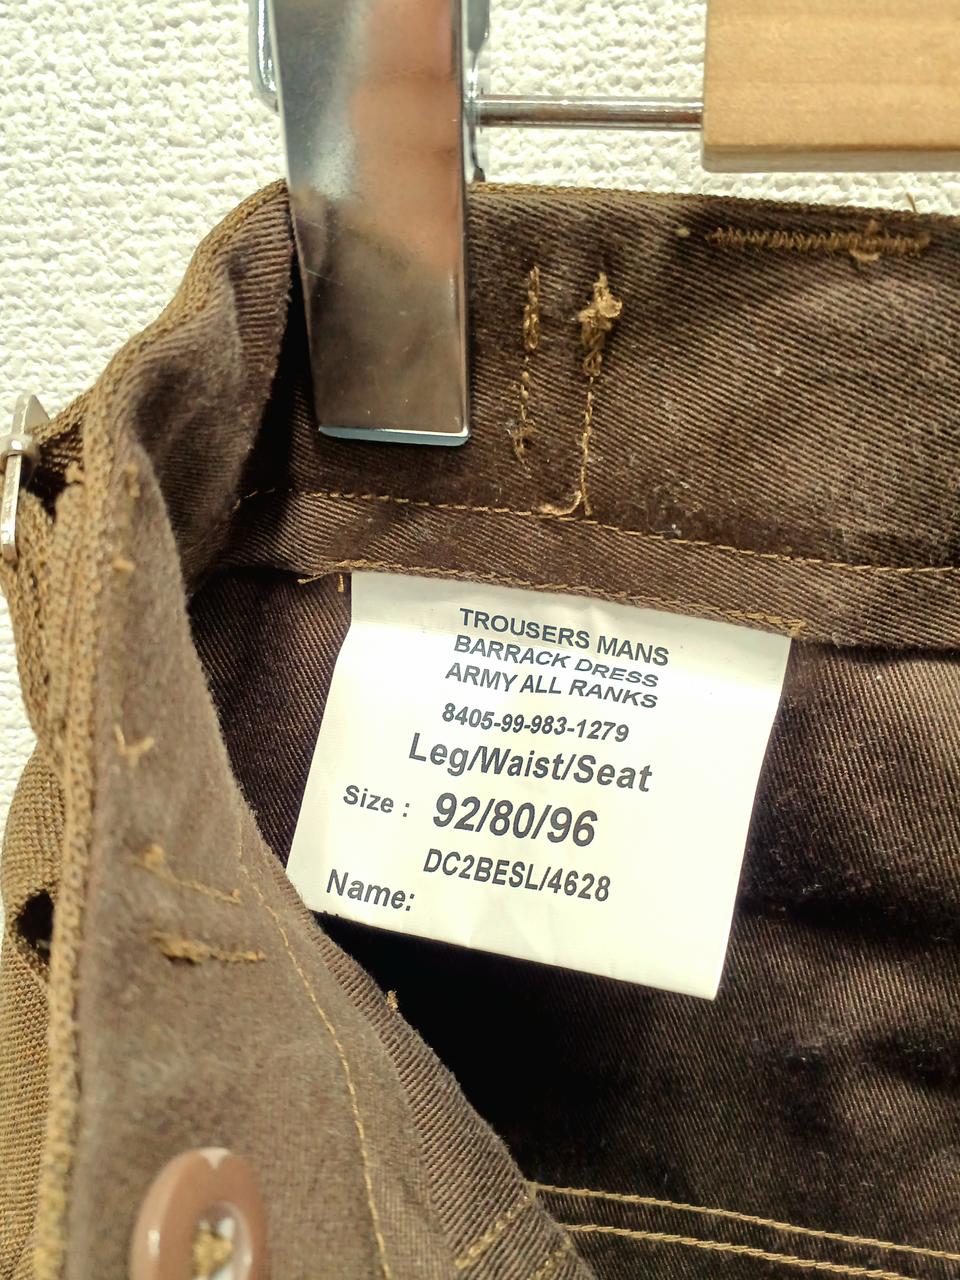 TROUSERS MANS
BARRACK DRESS
ARMY ALL RANKS
8405-99-983-1279
Leg/Waist/Seat
Size : 92/80/96
DC2BESL/4628
Name: